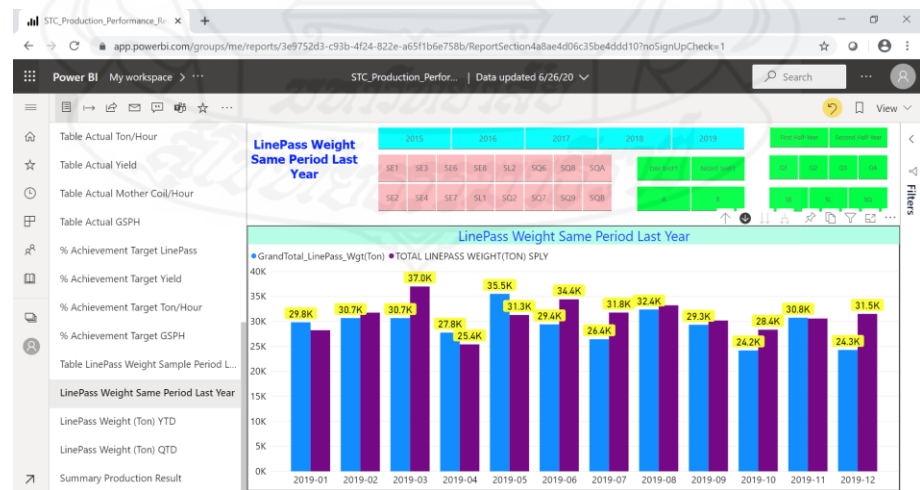 STC_Production_Performance_Re
app.powerbi.com/groups/me/reports/3e9752d3-c93b-4f24-822e-a65f1b6e758b/ReportSection4a8ae4d06c35be4ddd10?noSignUpCheck=1
Power BI My workspace > ··· STC_Production_Perfor... | Data updated 6/26/20 Search ···
View
Table Actual Ton/Hour
Table Actual Yield
Table Actual Mother Coil/Hour
Table Actual GSPH
% Achievement Target LinePass
% Achievement Target Yield
% Achievement Target Ton/Hour
% Achievement Target GSPH
Table LinePass Weight Sample Period L...
LinePass Weight Same Period Last Year
LinePass Weight (Ton) YTD
LinePass Weight (Ton) QTD
Summary Production Result
LinePass Weight
Same Period Last
Year
2015 2016 2017 2018 2019
SE1 SE3 SE6 SE8 SL2 SQ6 SQ8 SQA
SE2 SE4 SE7 SL1 SQ2 SQ7 SQ9 SQB
First Half Year Second Half Year
Q1 Q2 Q3 Q4
SE SL SQ
Filters
LinePass Weight Same Period Last Year
GrandTotal_LinePass_Wgt(Ton) TOTAL LINEPASS WEIGHT(TON) SPLY
40K
35K
30K
25K
20K
15K
10K
5K
0K
29.8K 30.7K 30.7K 37.0K 27.8K 25.4K 35.5K 31.3K 29.4K 34.4K 26.4K 31.8K 32.4K 29.3K 24.2K 28.4K 30.8K 24.3K 31.5K
2019-01 2019-02 2019-03 2019-04 2019-05 2019-06 2019-07 2019-08 2019-09 2019-10 2019-11 2019-12